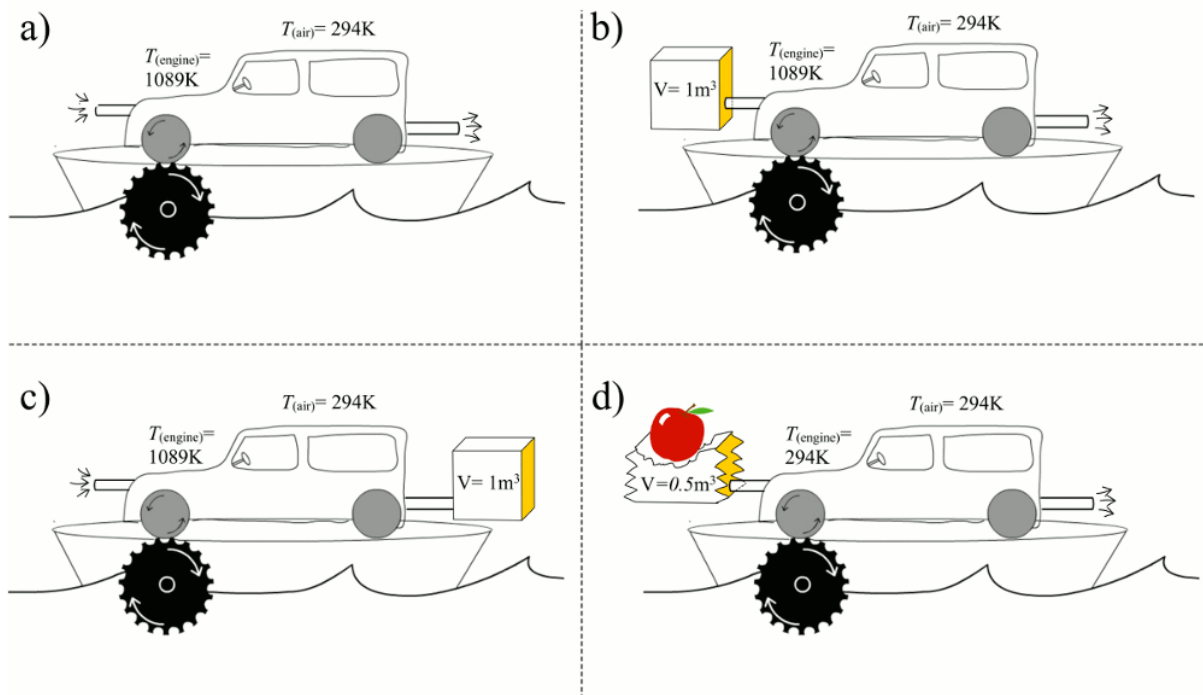 a)
T(air)= 294K
T(engine)=
1089K
b)
T(air)= 294K
V= 1m³
T(engine)=
1089K
c)
T(air)= 294K
T(engine)=
1089K
V= 1m³
d)
T(air)= 294K
T(engine)=
294K
V=0.5m³